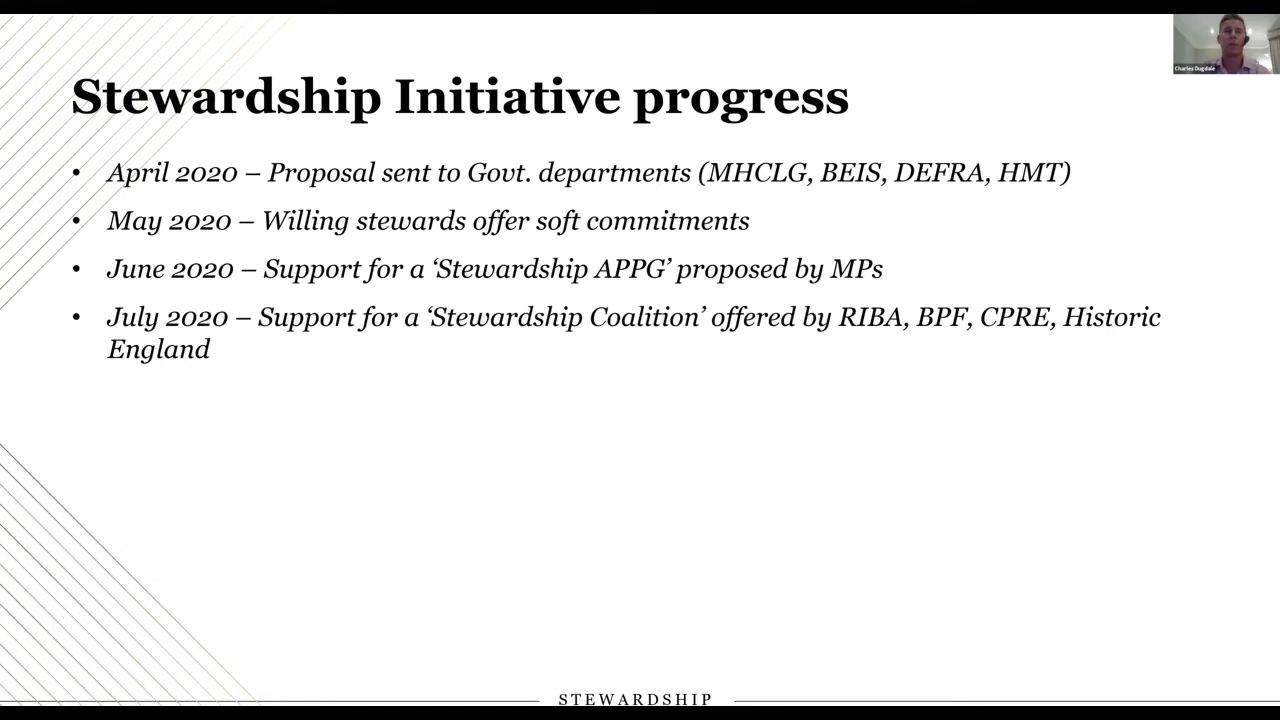 Charles Dugdale
Stewardship Initiative progress
• April 2020 – Proposal sent to Govt. departments (MHCLG, BEIS, DEFRA, HMT)
• May 2020 – Willing stewards offer soft commitments
• June 2020 – Support for a ‘Stewardship APPG’ proposed by MPs
• July 2020 – Support for a ‘Stewardship Coalition’ offered by RIBA, BPF, CPRE, Historic
England
STEWARDSHIP